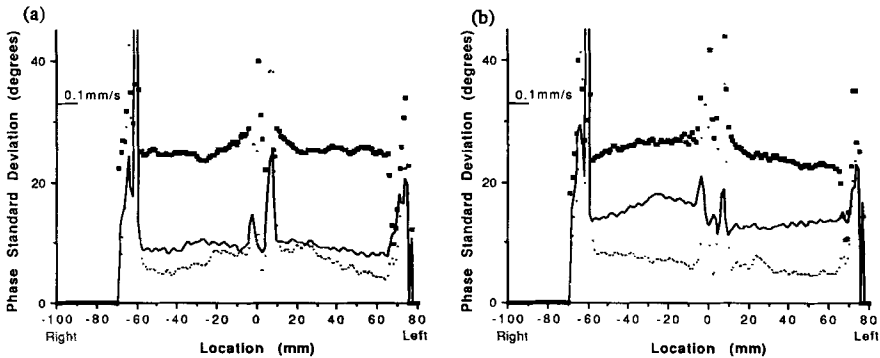 (a)
Phase Standard Deviation (degrees)
40
0.1mm/s
20
0
-100 -80 -60 -40 -20 0 20 40 60 80
Right
Location (mm)
Left
(b)
Phase Standard Deviation (degrees)
40
0.1mm/s
20
0
-100 -80 -60 -40 -20 0 20 40 60 80
Right
Location (mm)
Left